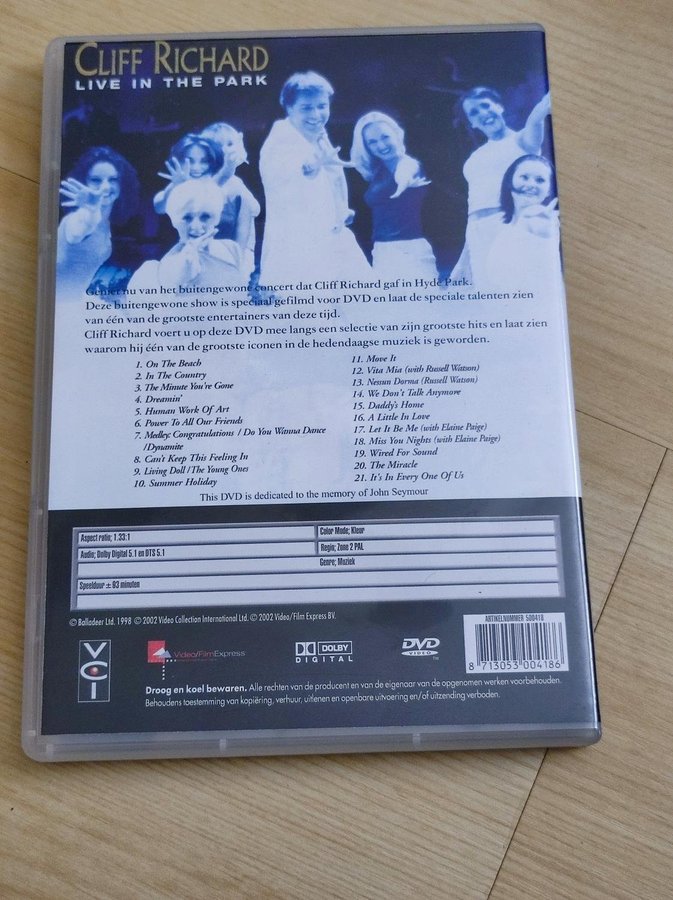 CLIFF RICHARD
LIVE IN THE PARK
Geniet nu van het buitengewone concert dat Cliff Richard gaf in Hyde Park.
Deze buitengewone show is speciaal gefilmd voor DVD en laat de speciale talenten zien
van één van de grootste entertainers van deze tijd.
Cliff Richard voert u op deze DVD mee langs een selectie van zijn grootste hits en laat zien
waarom hij één van de grootste iconen in de hedendaagse muziek is geworden.
1. On The Beach
2. In The Country
3. The Minute You're Gone
4. Dreamin'
5. Human Work Of Art
6. Power To All Our Friends
7. Medley: Congratulations / Do You Wanna Dance
/Dynamite
8. Can't Keep This Feeling In
9. Living Doll /The Young Ones
10. Summer Holiday
11. Move It
12. Vita Mia (with Russell Watson)
13. Nessun Dorma (Russell Watson)
14. We Don't Talk Anymore
15. Daddy's Home
16. A Little In Love
17. Let It Be Me (with Elaine Paige)
18. Miss You Nights (with Elaine Paige)
19. Wired For Sound
20. The Miracle
21. It's In Every One Of Us
This DVD is dedicated to the memory of John Seymour
Aspect ratio; 1.33:1
Audio; Dolby Digital 5.1 en DTS 5.1
Speelduur ± 93 minuten
Color Mode; Kleur
Regio; Zone 2 PAL
Genre; Muziek
℗ Balladeer Ltd. 1998 © 2002 Video Collection International Ltd. © 2002 Video/Film Express BV.
ARTIKELNUMMER 500418
8 713053 004186
VCI
Video/FilmExpress
DOLBY
DIGITAL
DVD
VIDEO
TM
Droog en koel bewaren. Alle rechten van de producent en van de eigenaar van de opgenomen werken voorbehouden.
Behoudens toestemming van kopiëring, verhuur, uitlenen en openbare uitvoering en/of uitzending verboden.